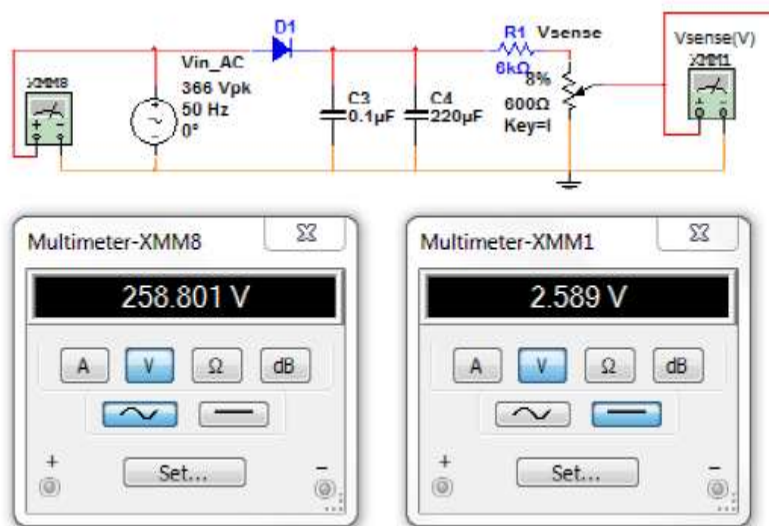 D1
R1
Vsense
6kΩ
Vsense(V)
XMM1
XMM8
Vin_AC
366 Vpk
50 Hz
0°
C3
0.1µF
C4
220µF
8%
600Ω
Key=I
Multimeter-XMM8
258.801 V
A V Ω dB
+ Set... -
Multimeter-XMM1
2.589 V
A V Ω dB
+ Set... -